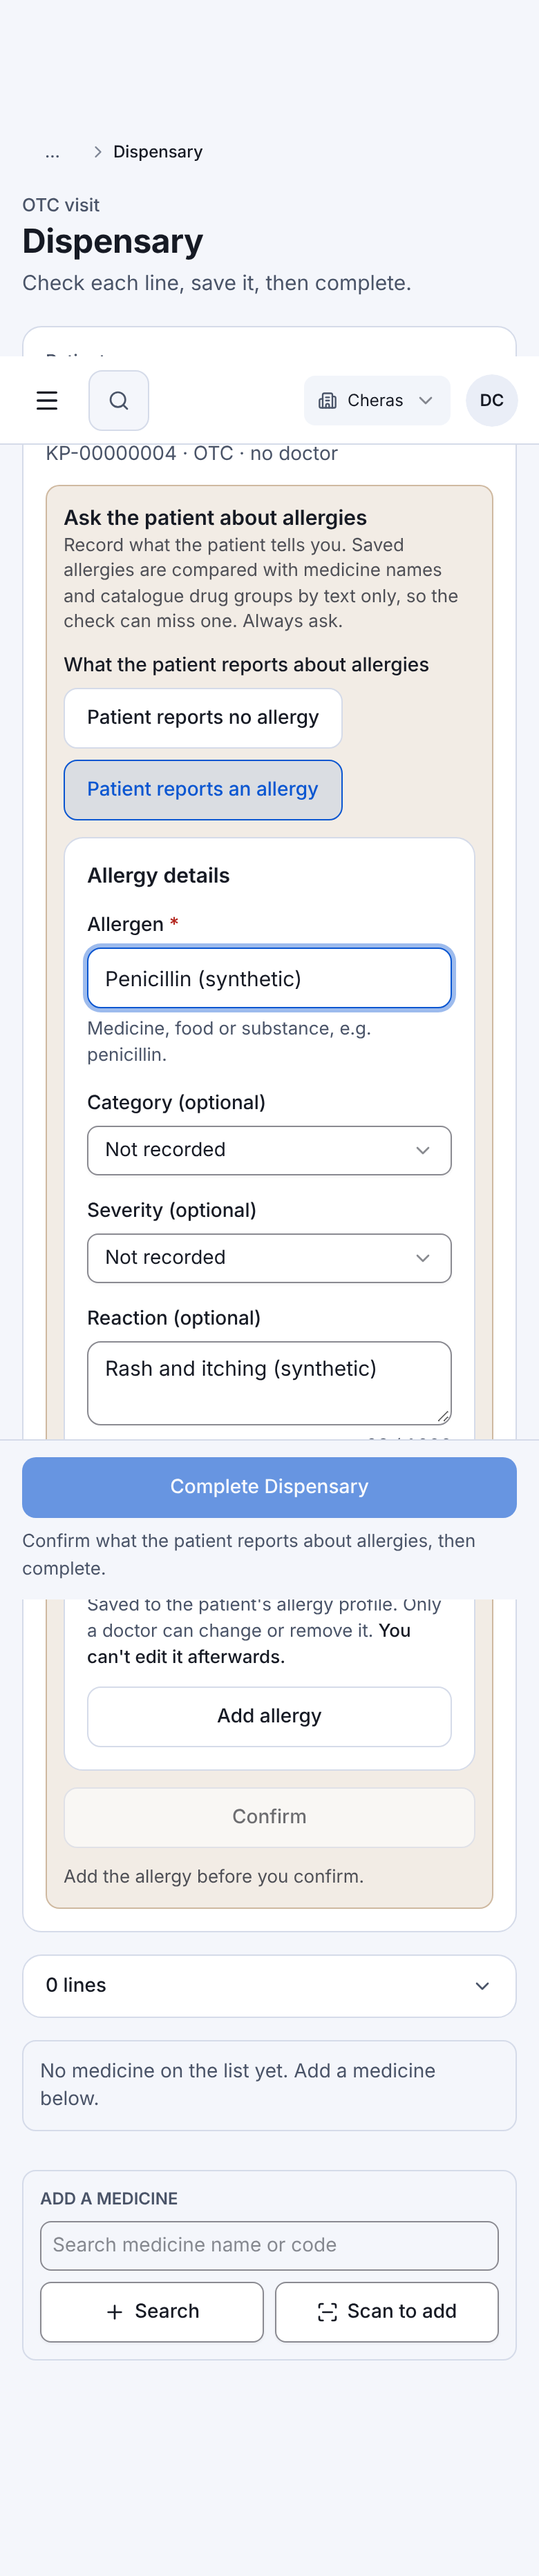 ...
Dispensary
OTC visit
Dispensary
Check each line, save it, then complete.
Cheras
DC
KP-00000004 · OTC · no doctor
Ask the patient about allergies
Record what the patient tells you. Saved
allergies are compared with medicine names
and catalogue drug groups by text only, so the
check can miss one. Always ask.
What the patient reports about allergies
Patient reports no allergy
Patient reports an allergy
Allergy details
Allergen *
Penicillin (synthetic)
Medicine, food or substance, e.g.
penicillin.
Category (optional)
Not recorded
Severity (optional)
Not recorded
Reaction (optional)
Rash and itching (synthetic)
Complete Dispensary
Confirm what the patient reports about allergies, then
complete.
Saved to the patient's allergy profile. Only
a doctor can change or remove it. You
can't edit it afterwards.
Add allergy
Confirm
Add the allergy before you confirm.
0 lines
No medicine on the list yet. Add a medicine
below.
ADD A MEDICINE
Search medicine name or code
Search
Scan to add